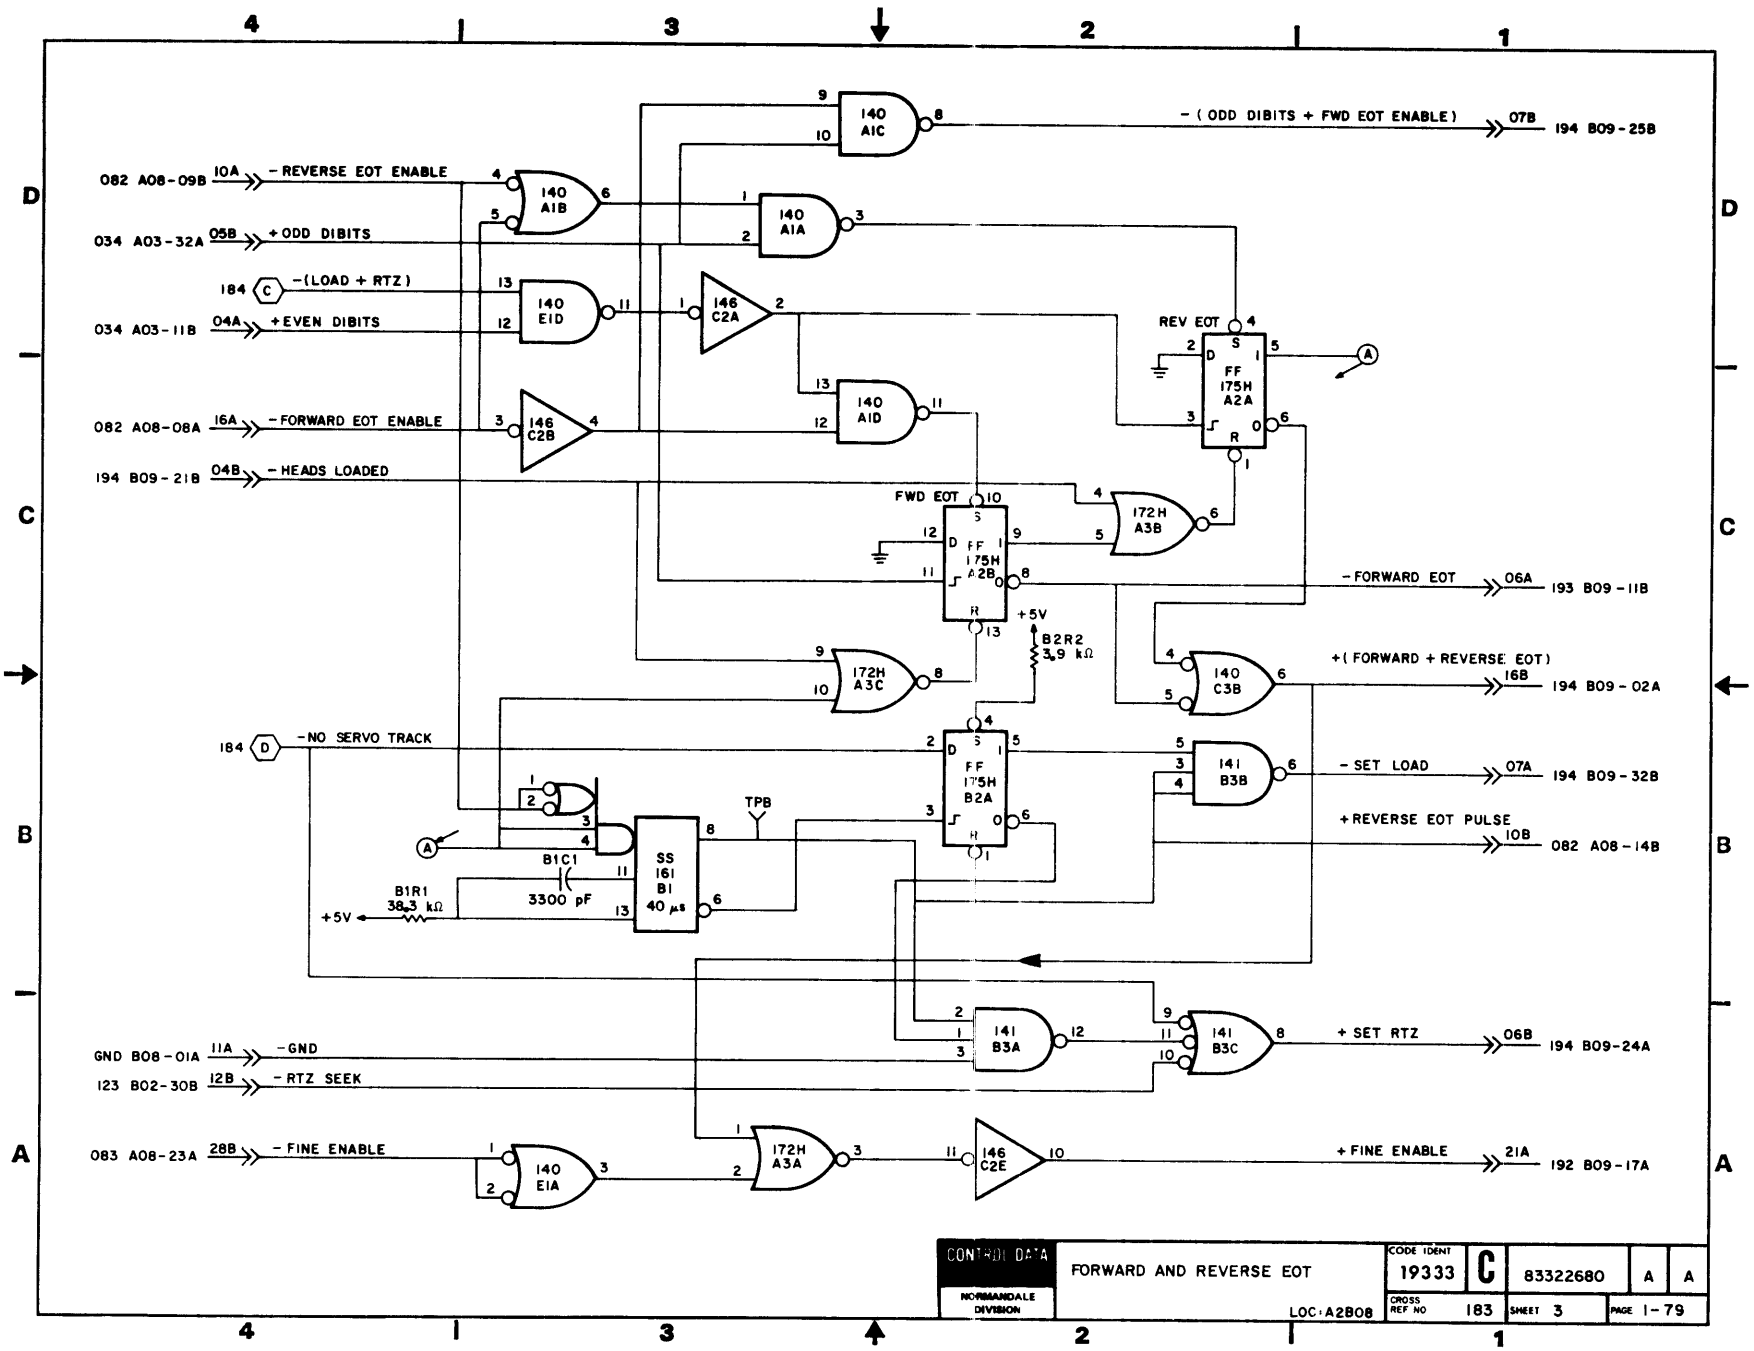 4 3 2 1
D
D
C
C
B
B
A
A
9 140 A1C 8 -(ODD DIBITS + FWD EOT ENABLE) 07B 194 B09-25B
10
082 A08-09B 10A -REVERSE EOT ENABLE 4 140 A1B 6 1 140 A1A 3
034 A03-32A 05B +ODD DIBITS 5 2
184 C -(LOAD + RTZ) 13 140 E1D 11 1 146 C2A 2
034 A03-11B 04A +EVEN DIBITS 12
REV EOT 4
2 D S 1 5 A
FF 175H A2A
3 R 0 6
1
13 140 A1D 11
12
082 A08-08A 16A -FORWARD EOT ENABLE 3 146 C2B 4
194 B09-21B 04B -HEADS LOADED
FWD EOT 10
S
12 D FF 1 9
175H
11 A2B 0 8
R
13
4 172H A3B 6
5
-FORWARD EOT 06A 193 B09-11B
+5V
B2R2
3.9 kΩ
9 172H A3C 8
10
4 140 C3B 6 +(FORWARD + REVERSE EOT) 16B 194 B09-02A
5
184 D -NO SERVO TRACK
4
S
2 D 1 5
FF
175H
B2A
3 0 6
R
1
5 141 B3B 6 -SET LOAD 07A 194 B09-32B
3
4
+REVERSE EOT PULSE 10B 082 A08-14B
1
2
3
4
A
TPB
8
SS
161
B1
40 µs
6
B1C1
3300 pF
11
B1R1
38.3 kΩ
+5V
13
2 141 B3A 12
1
3
9 141 B3C 8 + SET RTZ 06B 194 B09-24A
11
10
GND B08-01A 11A -GND
123 B02-30B 12B -RTZ SEEK
083 A08-23A 28B -FINE ENABLE 1 140 E1A 3
2
1 172H A3A 3 11 146 C2E 10 +FINE ENABLE 21A 192 B09-17A
2
CONTROL DATA
NORMANDALE
DIVISION
FORWARD AND REVERSE EOT
LOC: A2B08
CODE IDENT
19333 C 83322680 A A
CROSS
REF NO 183 SHEET 3 PAGE 1-79
4 3 2 1